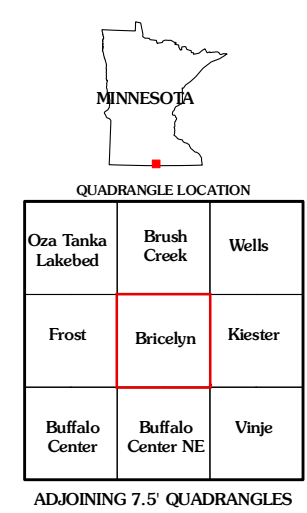 MINNESOTA
QUADRANGLE LOCATION
Oza Tanka
Lakebed
Brush
Creek
Wells
Frost
Bricelyn
Kiester
Buffalo
Center
Buffalo
Center NE
Vinje
ADJOINING 7.5' QUADRANGLES